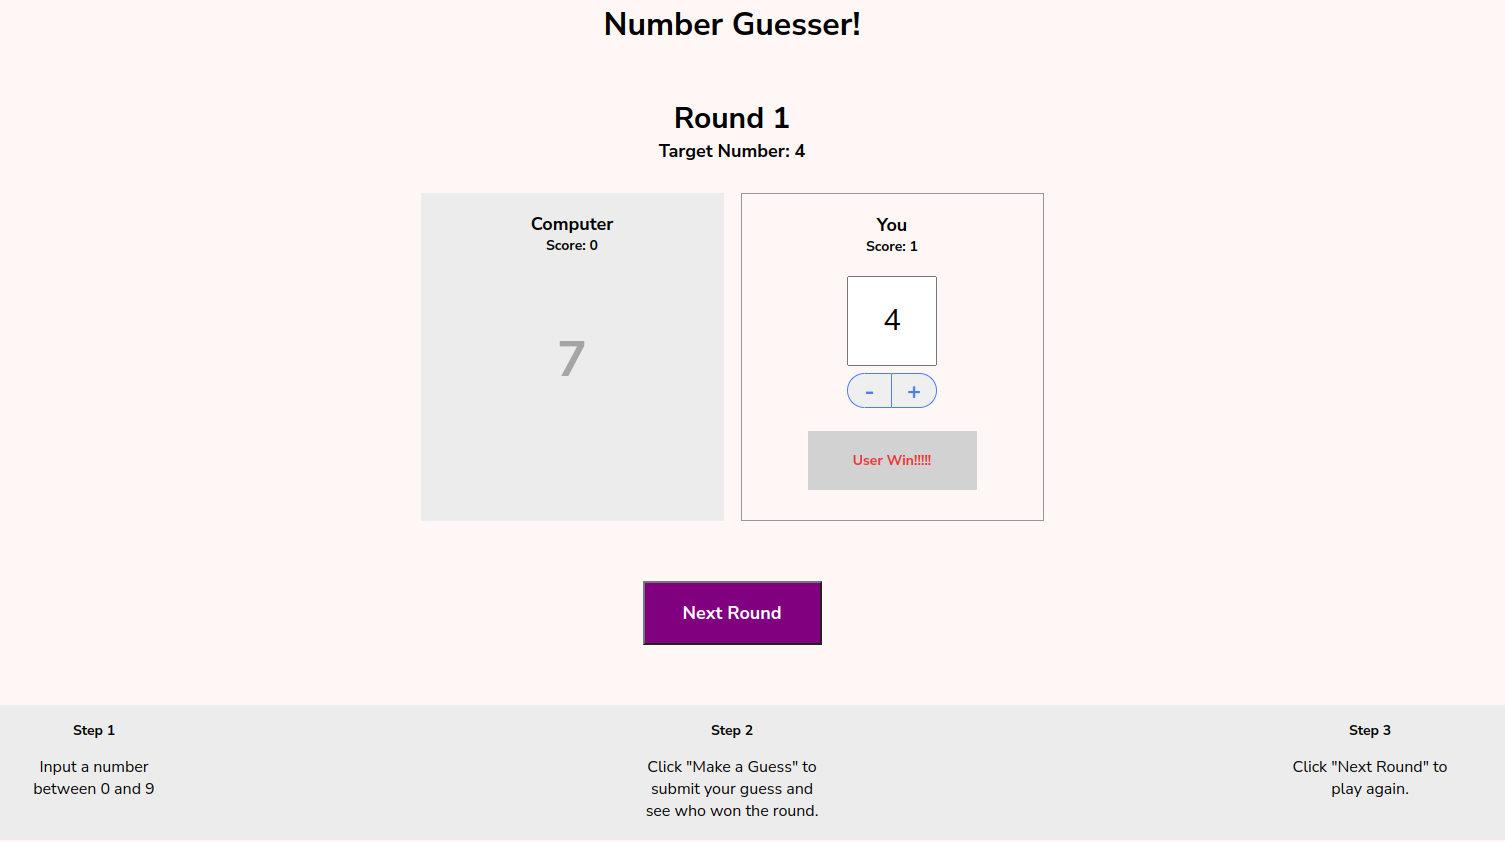 Number Guesser!
Round 1
Target Number: 4
Computer
Score: 0
7
You
Score: 1
4
- +
User Win!!!!!
Next Round
Step 1
Input a number
between 0 and 9
Step 2
Click "Make a Guess" to
submit your guess and
see who won the round.
Step 3
Click "Next Round" to
play again.